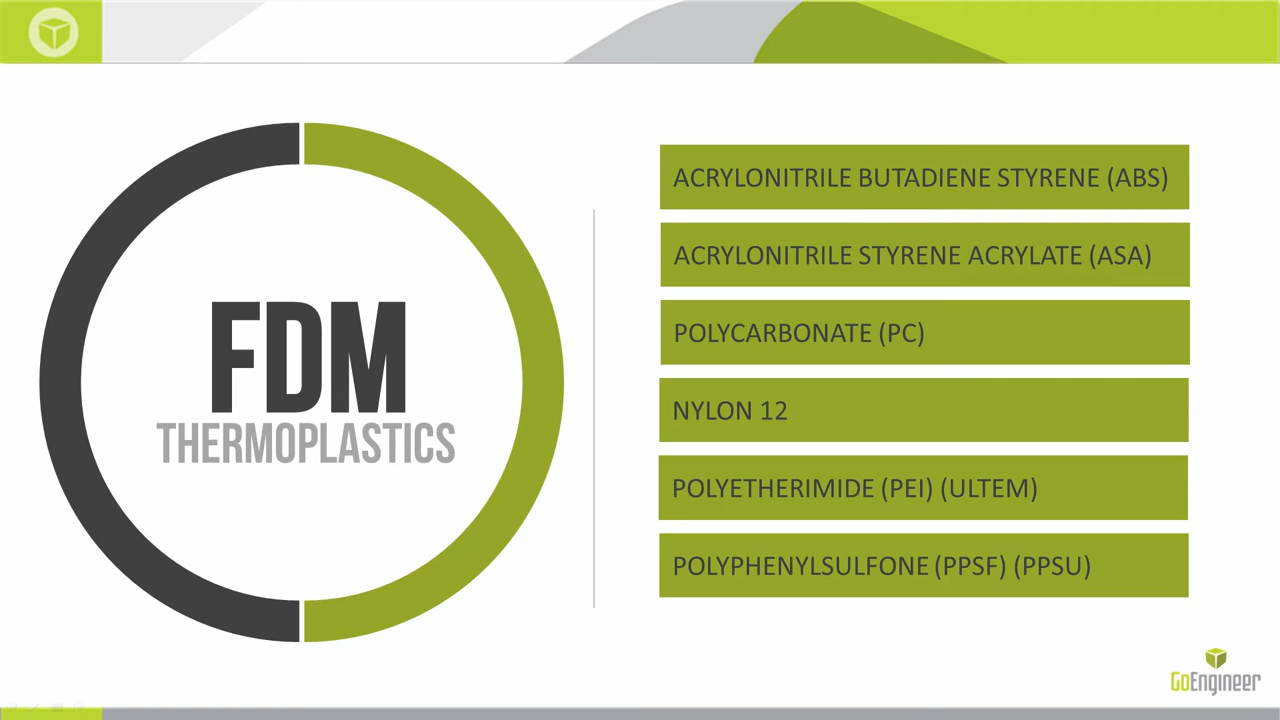 FDM
THERMOPLASTICS
ACRYLONITRILE BUTADIENE STYRENE (ABS)
ACRYLONITRILE STYRENE ACRYLATE (ASA)
POLYCARBONATE (PC)
NYLON 12
POLYETHERIMIDE (PEI) (ULTEM)
POLYPHENYLSULFONE (PPSF) (PPSU)
GoEngineer